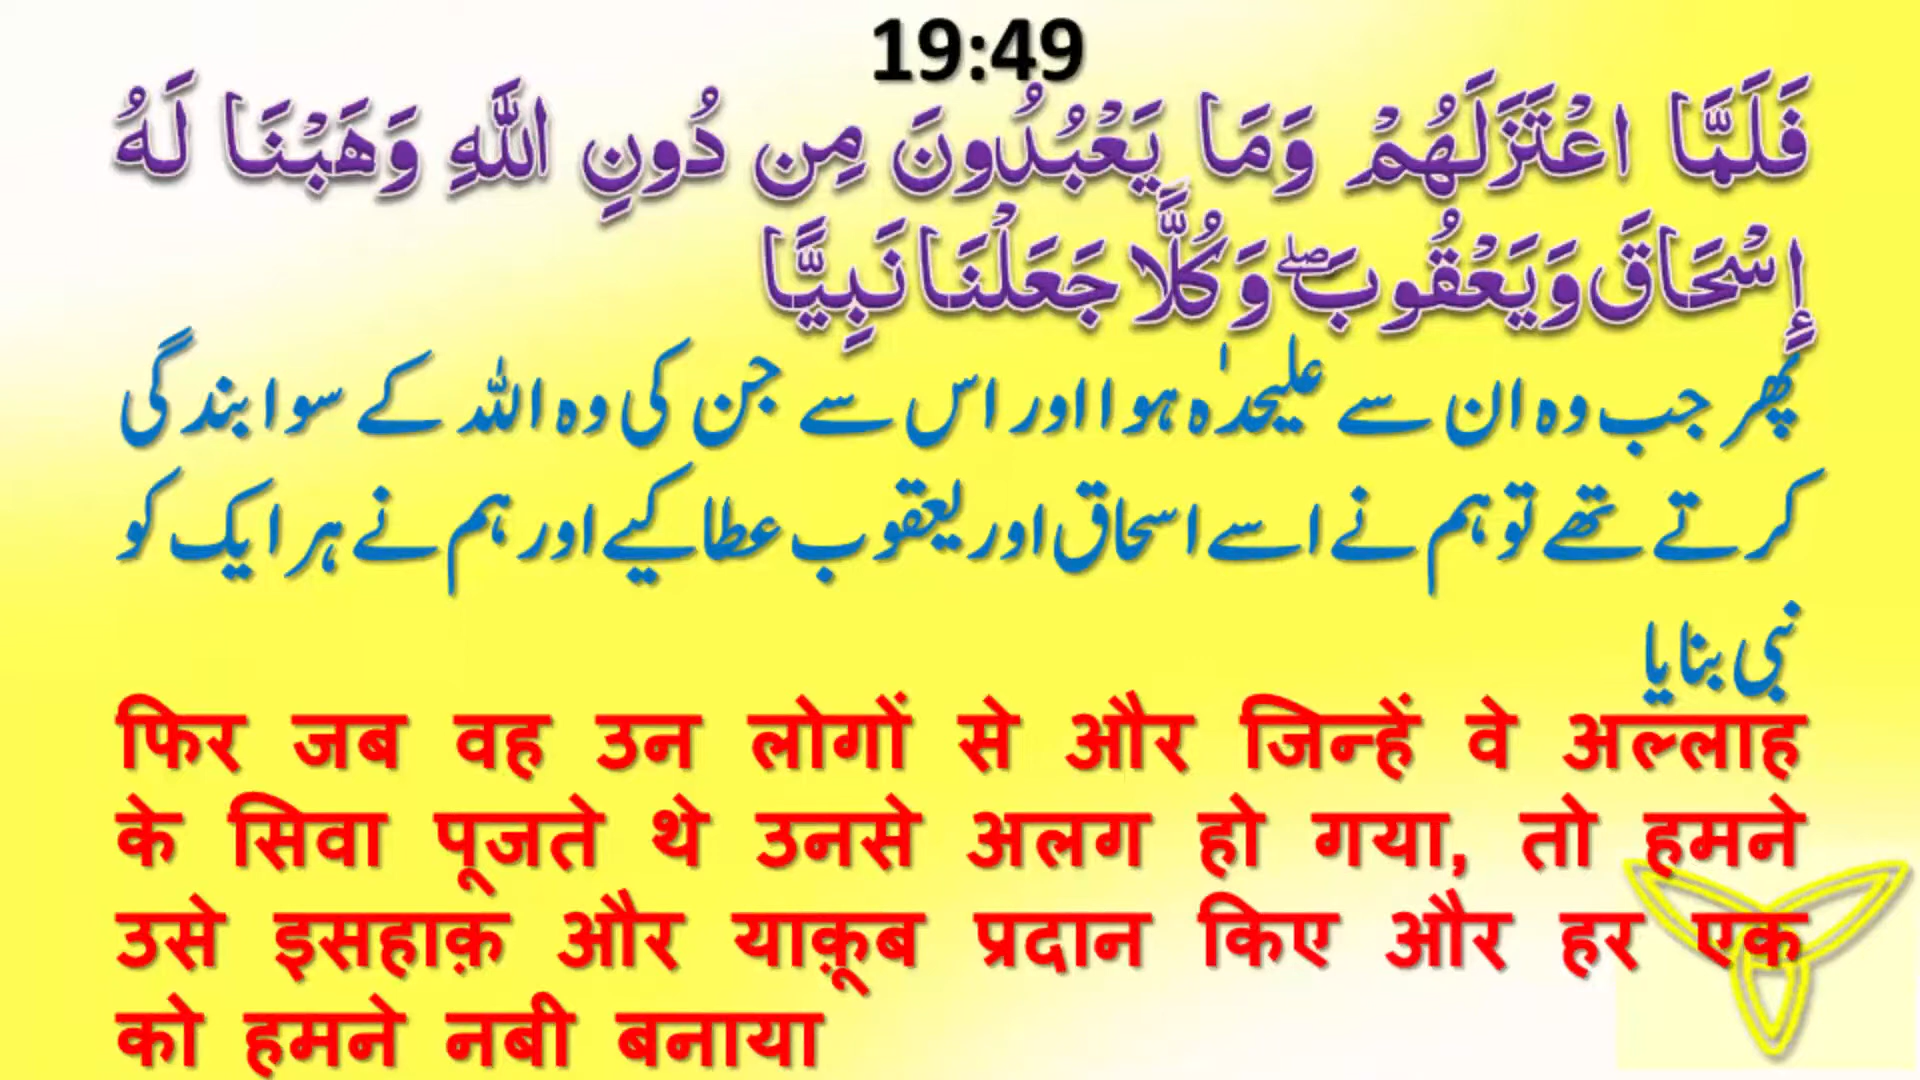 19:49
فَلَمَّا اعْتَزَلَهُمْ وَمَا يَعْبُدُونَ مِن دُونِ اللَّهِ وَهَبْنَا لَهُ
إِسْحَاقَ وَيَعْقُوبَ ۖ وَكُلًّا جَعَلْنَا نَبِيًّا
پھر جب وہ ان سے علیحدٰہ ہوا اور اس سے جن کی وہ الله کے سوا بندگی
کرتے تھے تو ہم نے اسے اسحاق اور یعقوب عطا کیے اور ہم نے ہر ایک کو
نبی بنایا
फिर जब वह उन लोगों से और जिन्हें वे अल्लाह
के सिवा पूजते थे उनसे अलग हो गया, तो हमने
उसे इसहाक़ और याक़ूब प्रदान किए और हर एक
को हमने नबी बनाया